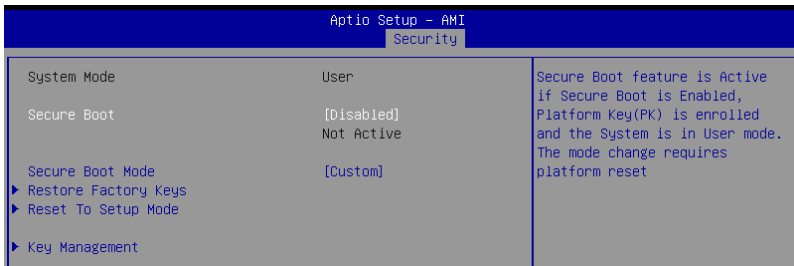 Aptio Setup – AMI
Security
System Mode User
Secure Boot [Disabled]
Not Active
Secure Boot Mode [Custom]
Restore Factory Keys
Reset To Setup Mode
Key Management
Secure Boot feature is Active
if Secure Boot is Enabled,
Platform Key(PK) is enrolled
and the System is in User mode.
The mode change requires
platform reset